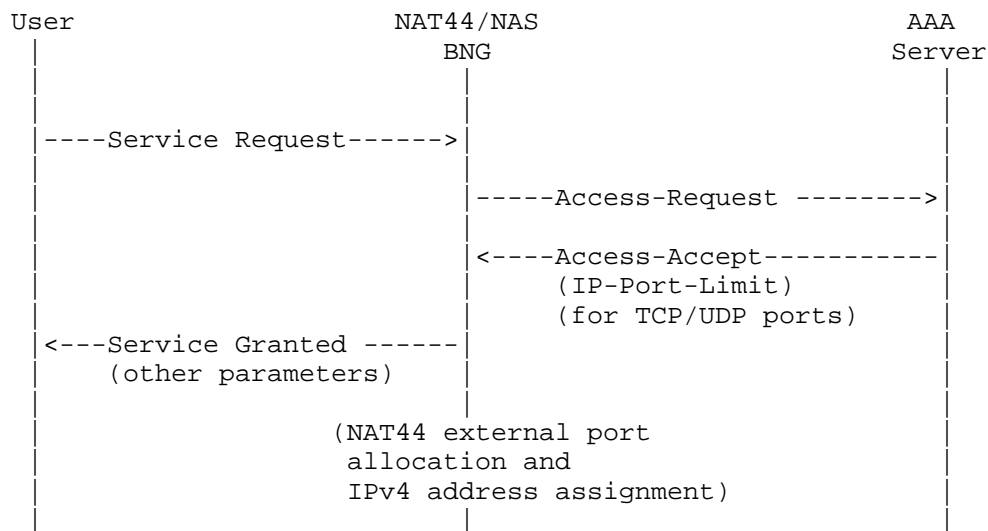 User NAT44/NAS AAA
BNG Server
----Service Request------>
-----Access-Request -------->
<----Access-Accept-----------
(IP-Port-Limit)
(for TCP/UDP ports)
<---Service Granted ------
(other parameters)
(NAT44 external port
allocation and
IPv4 address assignment)